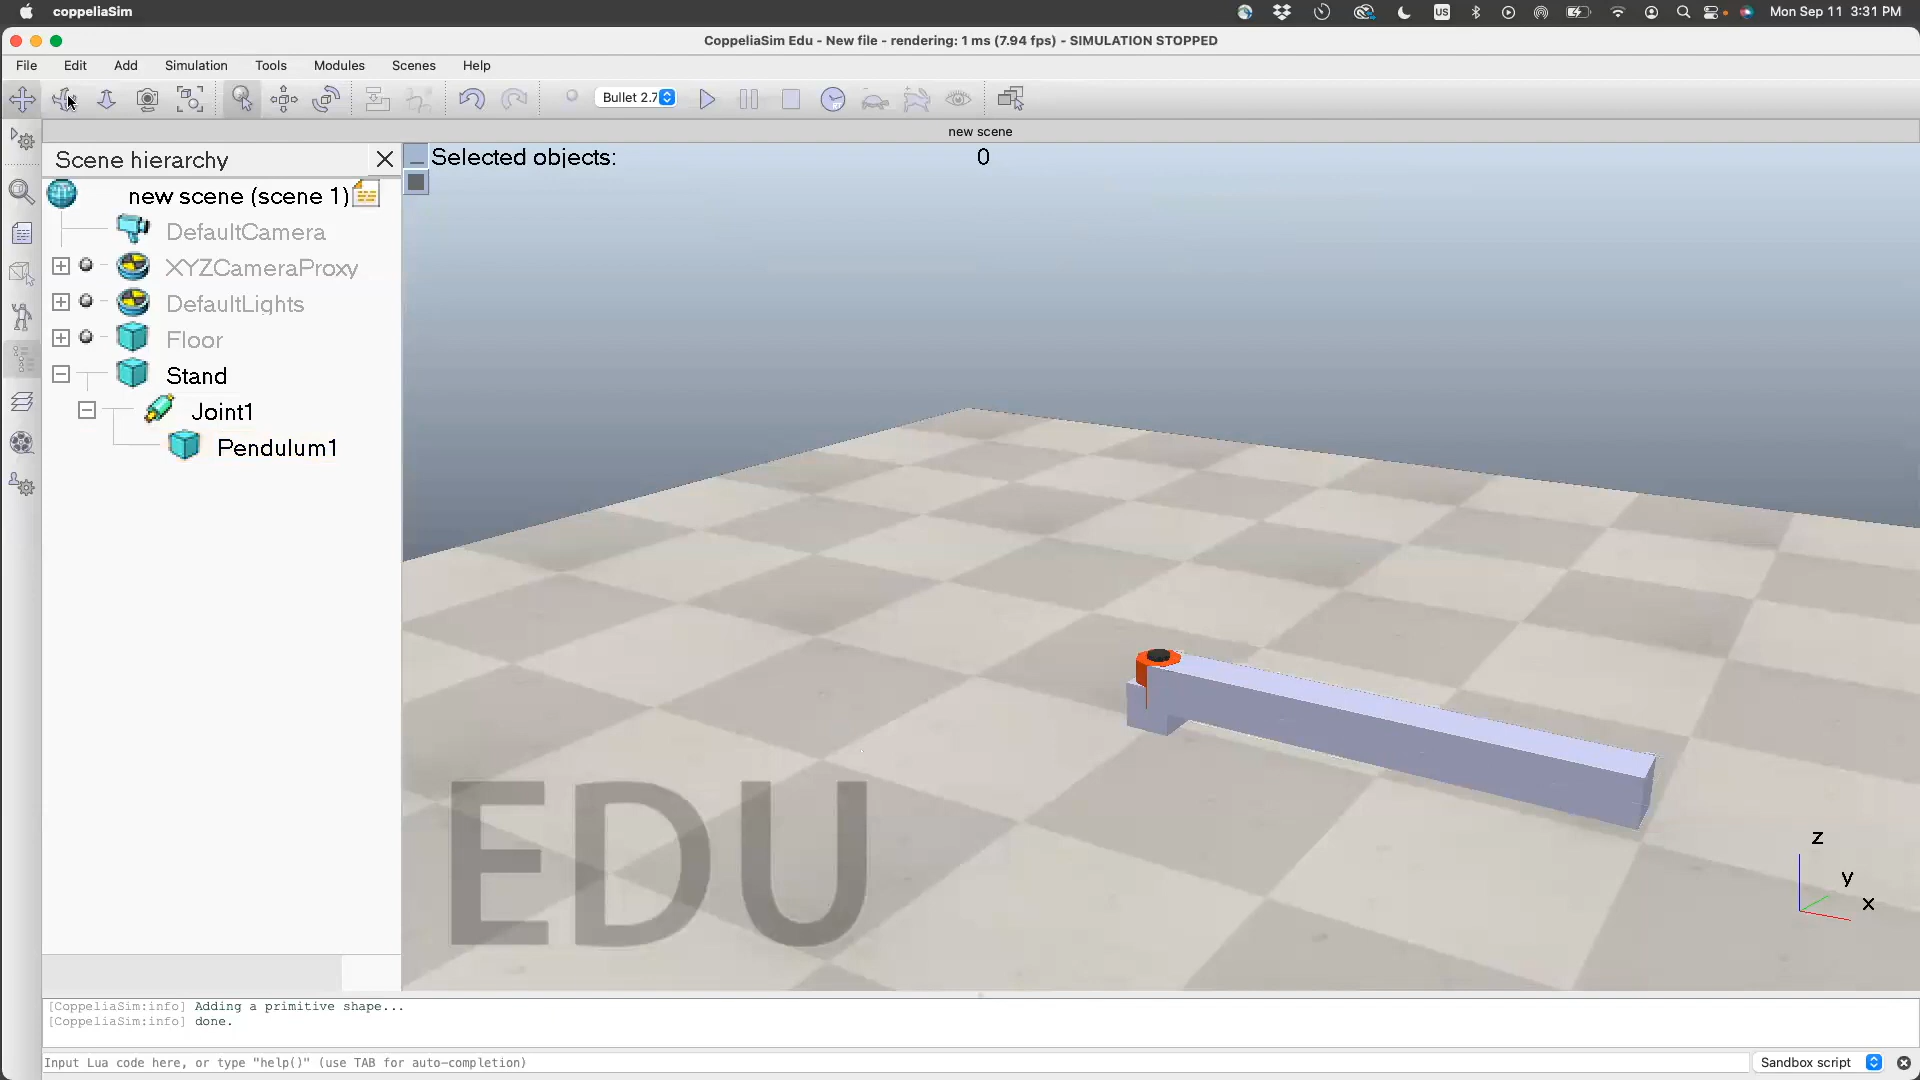 coppeliaSim
US
Mon Sep 11 3:31 PM
CoppeliaSim Edu - New file - rendering: 1 ms (7.94 fps) - SIMULATION STOPPED
File Edit Add Simulation Tools Modules Scenes Help
Bullet 2.7
new scene
Scene hierarchy
Selected objects: 0
new scene (scene 1)
DefaultCamera
XYZCameraProxy
DefaultLights
Floor
Stand
Joint1
Pendulum1
EDU
z
y
x
[CoppeliaSim:info] Adding a primitive shape...
[CoppeliaSim:info] done.
Input Lua code here, or type "help()" (use TAB for auto-completion)
Sandbox script